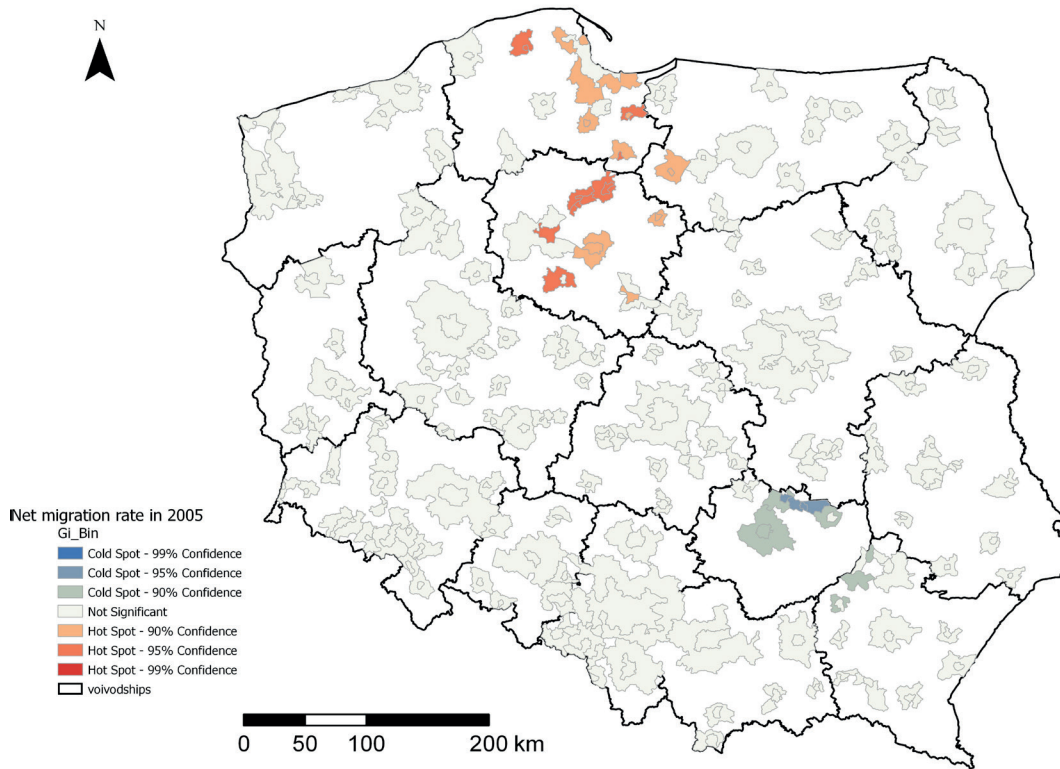 N
Net migration rate in 2005
Gi_Bin
Cold Spot - 99% Confidence
Cold Spot - 95% Confidence
Cold Spot - 90% Confidence
Not Significant
Hot Spot - 90% Confidence
Hot Spot - 95% Confidence
Hot Spot - 99% Confidence
voivodships
0 50 100 200 km